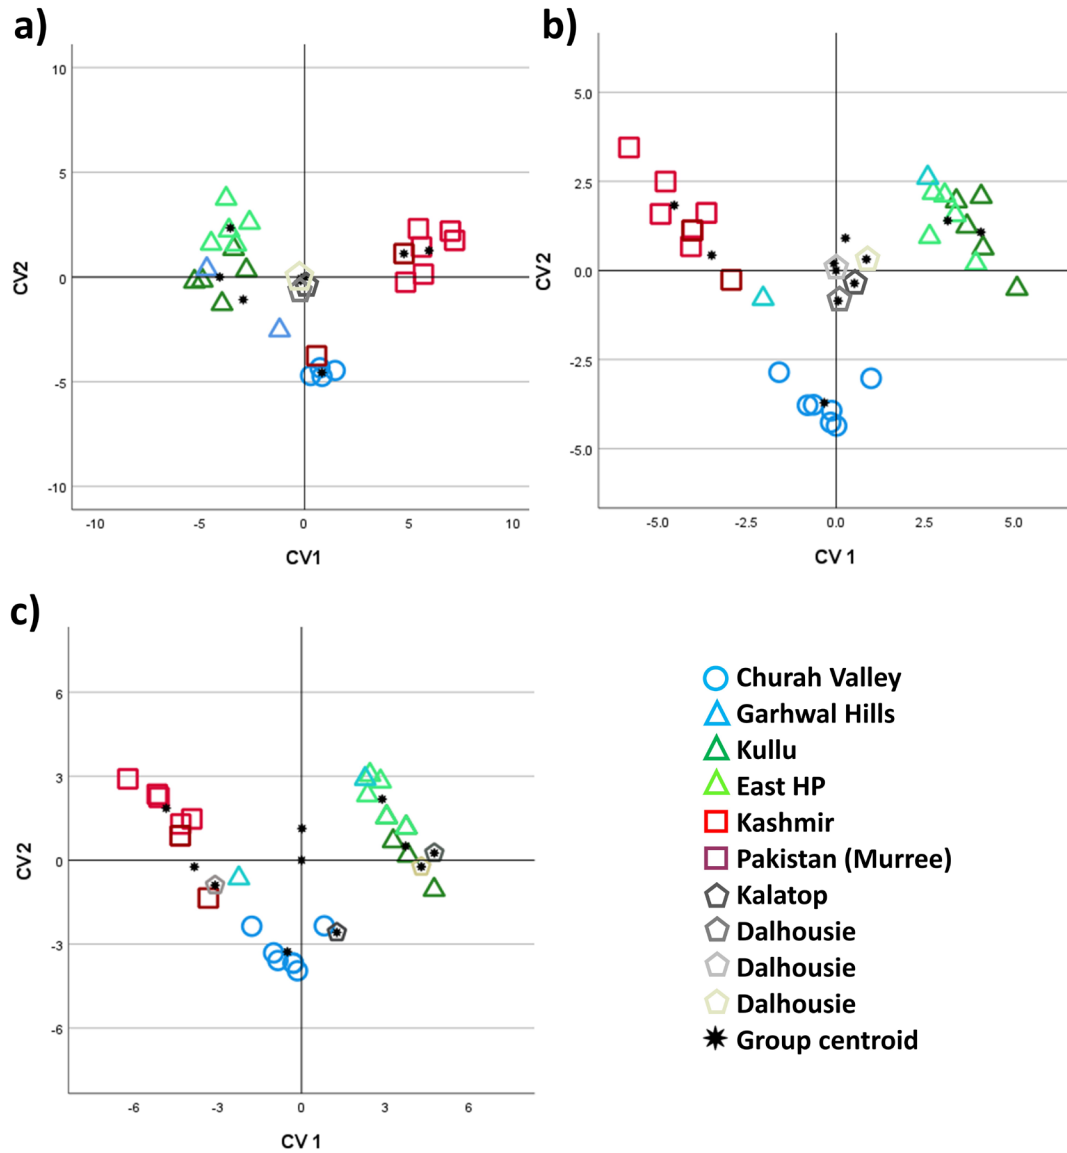 a)
10
5
0
-5
-10
CV2
-10
-5
0
5
10
CV1
b)
5.0
2.5
0.0
-2.5
-5.0
CV2
-5.0
-2.5
0.0
2.5
5.0
CV 1
c)
6
3
0
-3
-6
CV2
-6
-3
0
3
6
CV 1
Churah Valley
Garhwal Hills
Kullu
East HP
Kashmir
Pakistan (Murree)
Kalatop
Dalhousie
Dalhousie
Dalhousie
Group centroid